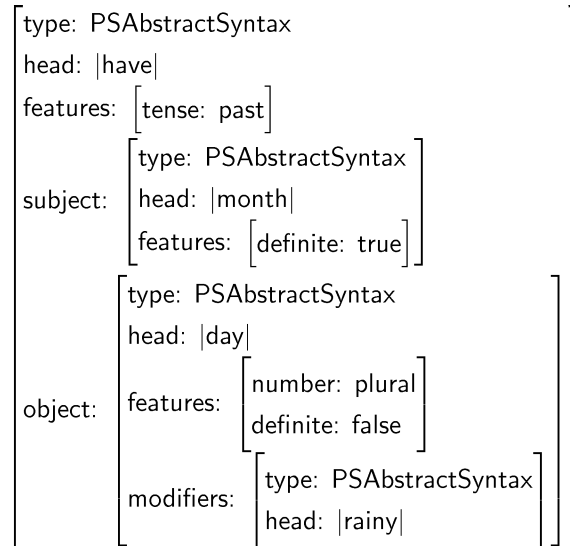 type: PSAbstractSyntax
head: |have|
features: [tense: past]
subject: [type: PSAbstractSyntax
head: |month|
features: [definite: true]]
object: [type: PSAbstractSyntax
head: |day|
features: [number: plural
definite: false]
modifiers: [type: PSAbstractSyntax
head: |rainy|]]